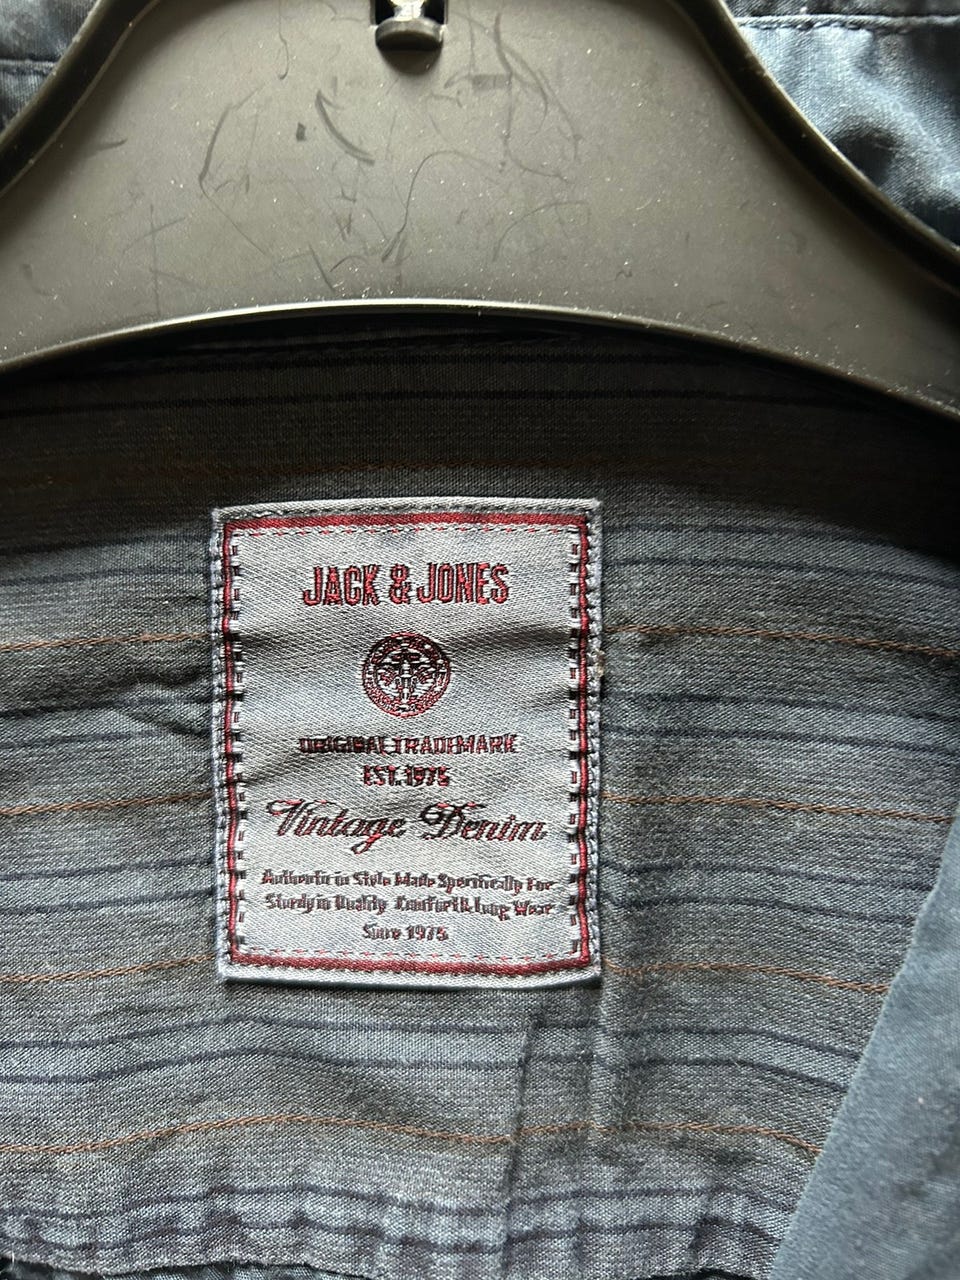 JACK & JONES
ORIGINAL TRADEMARK
EST. 1975
Vintage Denim
Authentic in Style Made Specifically For
Sturdy in Quality Comfort & Long Wear
Since 1975